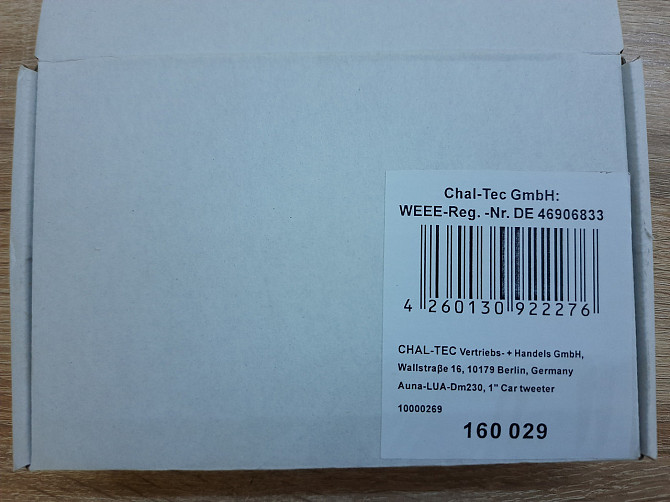 Chal-Tec GmbH:
WEEE-Reg. -Nr. DE 46906833
4 260130 922276
CHAL-TEC Vertriebs- + Handels GmbH,
Wallstraße 16, 10179 Berlin, Germany
Auna-LUA-Dm230, 1" Car tweeter
10000269
160 029